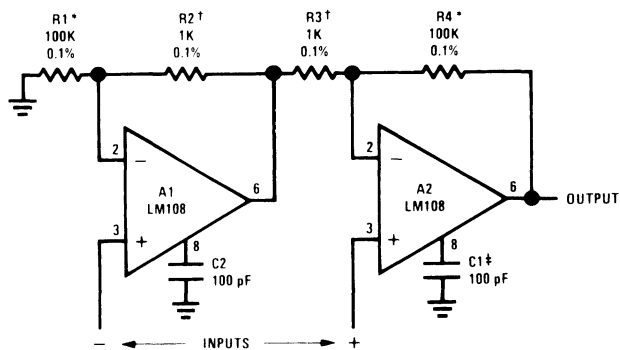 R1*
100K
0.1%
R2†
1K
0.1%
R3†
1K
0.1%
R4*
100K
0.1%
2
−
A1
LM108
6
3
+
8
C2
100 pF
2
−
A2
LM108
6
OUTPUT
3
+
8
C1‡
100 pF
− INPUTS +